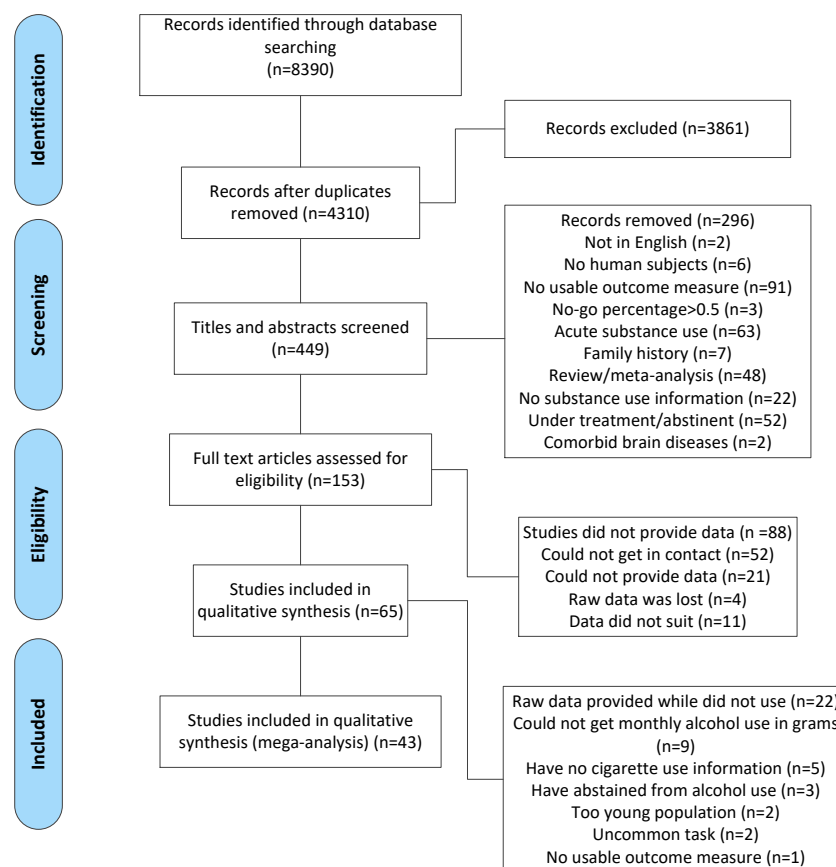 Identification
Records identified through database
searching
(n=8390)
Records excluded (n=3861)
Records after duplicates
removed (n=4310)
Screening
Records removed (n=296)
Not in English (n=2)
No human subjects (n=6)
No usable outcome measure (n=91)
No-go percentage>0.5 (n=3)
Acute substance use (n=63)
Family history (n=7)
Review/meta-analysis (n=48)
No substance use information (n=22)
Under treatment/abstinent (n=52)
Comorbid brain diseases (n=2)
Titles and abstracts screened
(n=449)
Eligibility
Full text articles assessed for
eligibility (n=153)
Studies did not provide data (n =88)
Could not get in contact (n=52)
Could not provide data (n=21)
Raw data was lost (n=4)
Data did not suit (n=11)
Studies included in
qualitative synthesis (n=65)
Included
Studies included in qualitative
synthesis (mega-analysis) (n=43)
Raw data provided while did not use (n=22)
Could not get monthly alcohol use in grams
(n=9)
Have no cigarette use information (n=5)
Have abstained from alcohol use (n=3)
Too young population (n=2)
Uncommon task (n=2)
No usable outcome measure (n=1)